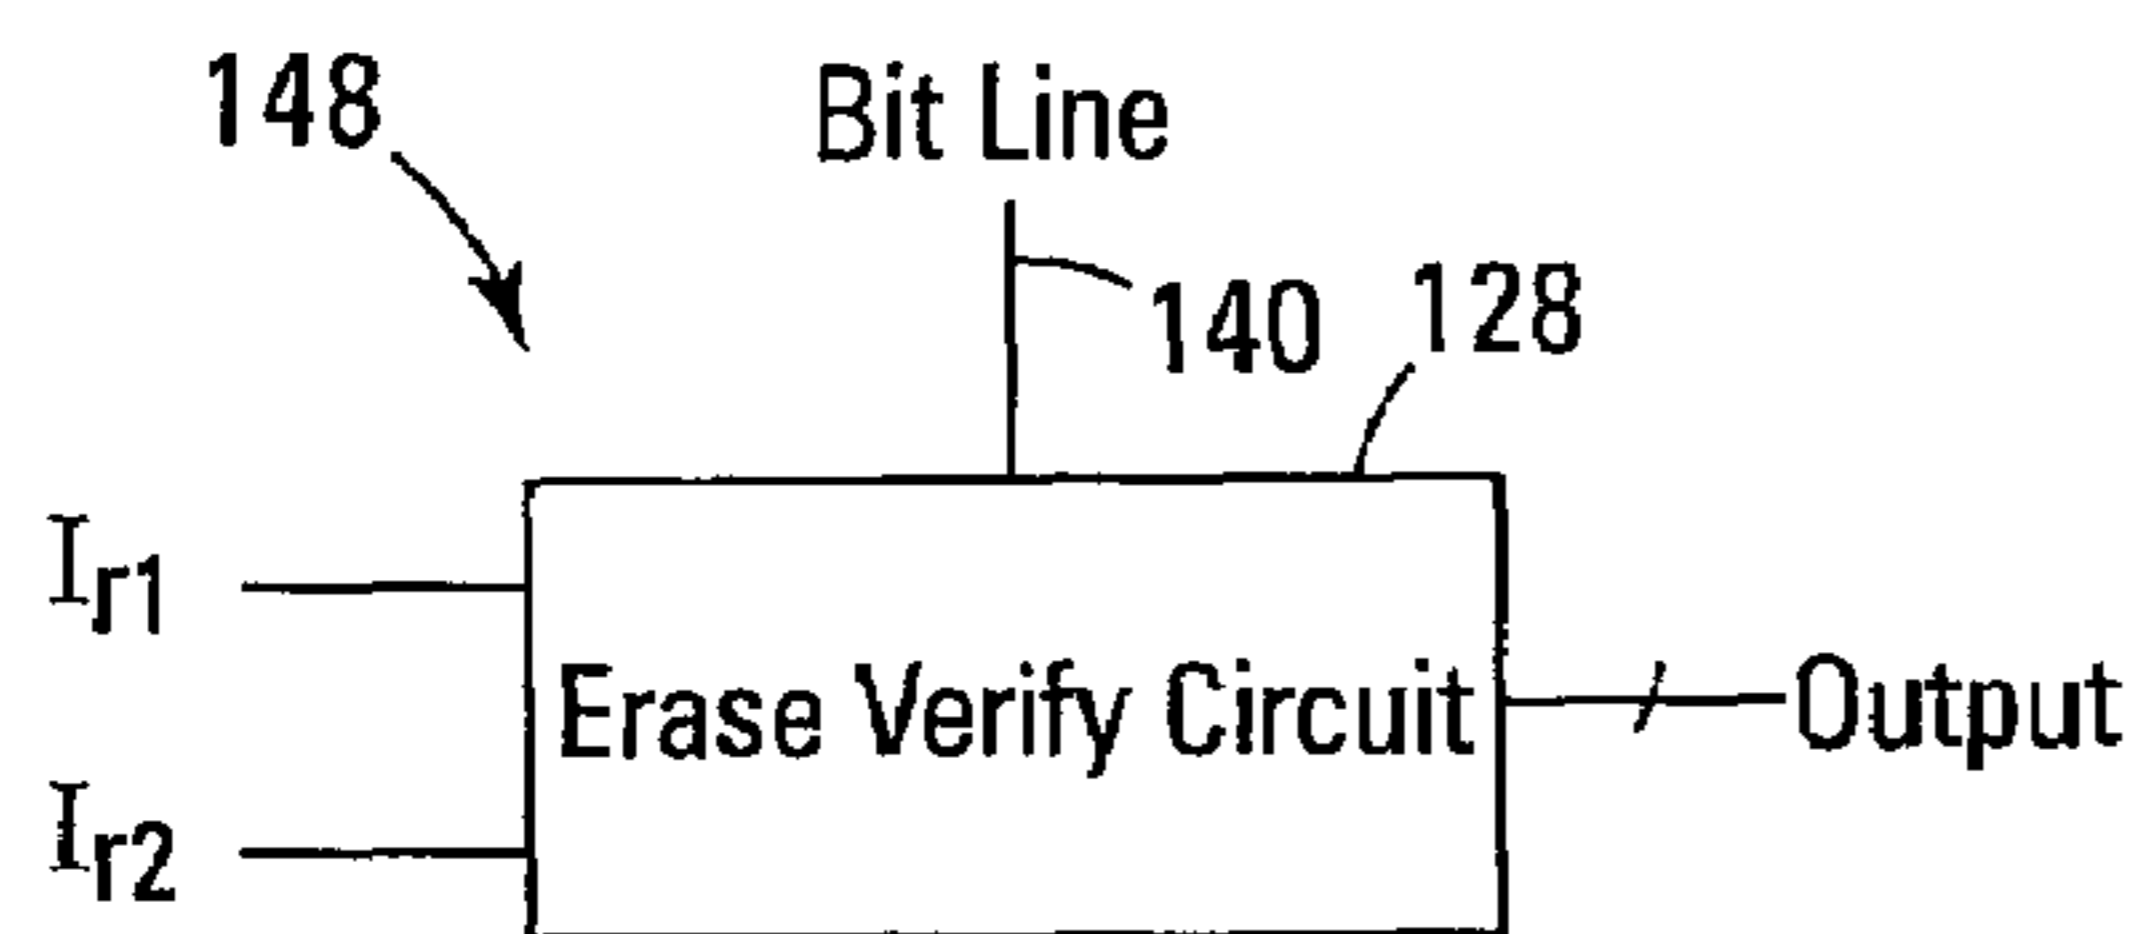 148
Bit Line
140
128
Ir1
Erase Verify Circuit
Output
Ir2